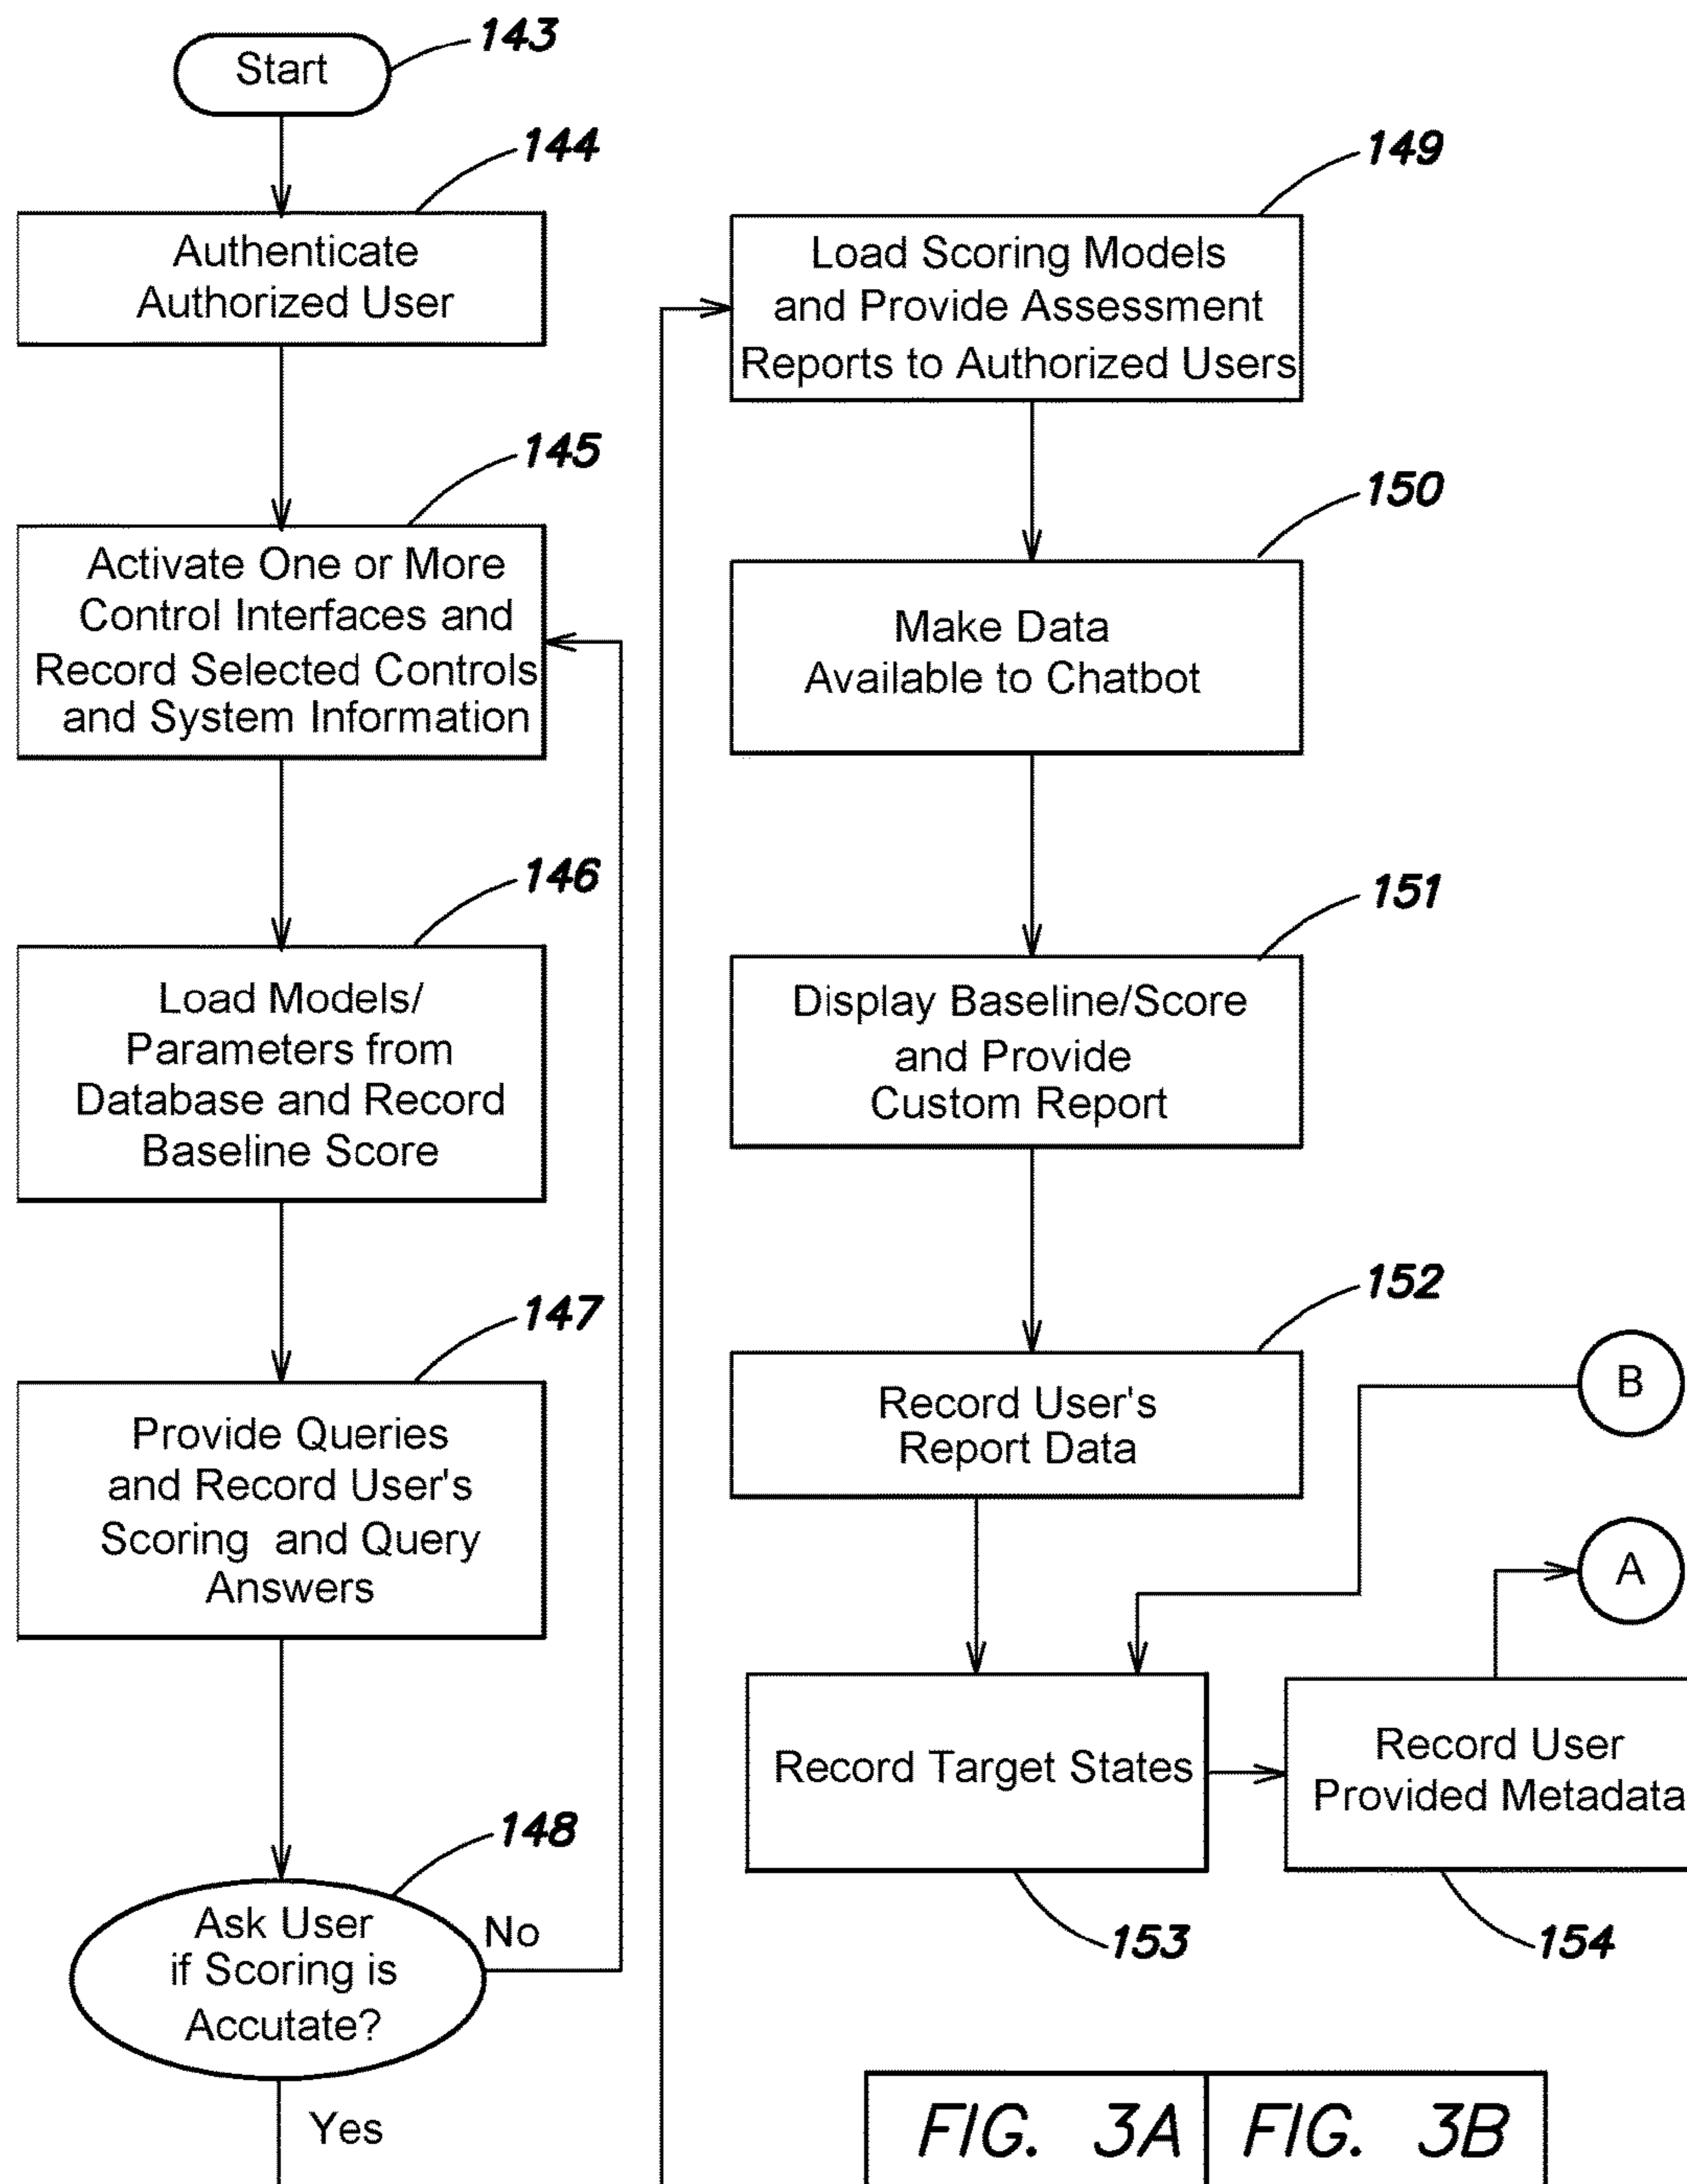 Start
143
144
Authenticate
Authorized User
145
Activate One or More
Control Interfaces and
Record Selected Controls
and System Information
146
Load Models/
Parameters from
Database and Record
Baseline Score
147
Provide Queries
and Record User's
Scoring and Query
Answers
148
Ask User
if Scoring is
Accutate?
No
Yes
149
Load Scoring Models
and Provide Assessment
Reports to Authorized Users
150
Make Data
Available to Chatbot
151
Display Baseline/Score
and Provide
Custom Report
152
Record User's
Report Data
B
A
Record Target States
153
Record User
Provided Metadata
154
FIG. 3A
FIG. 3B